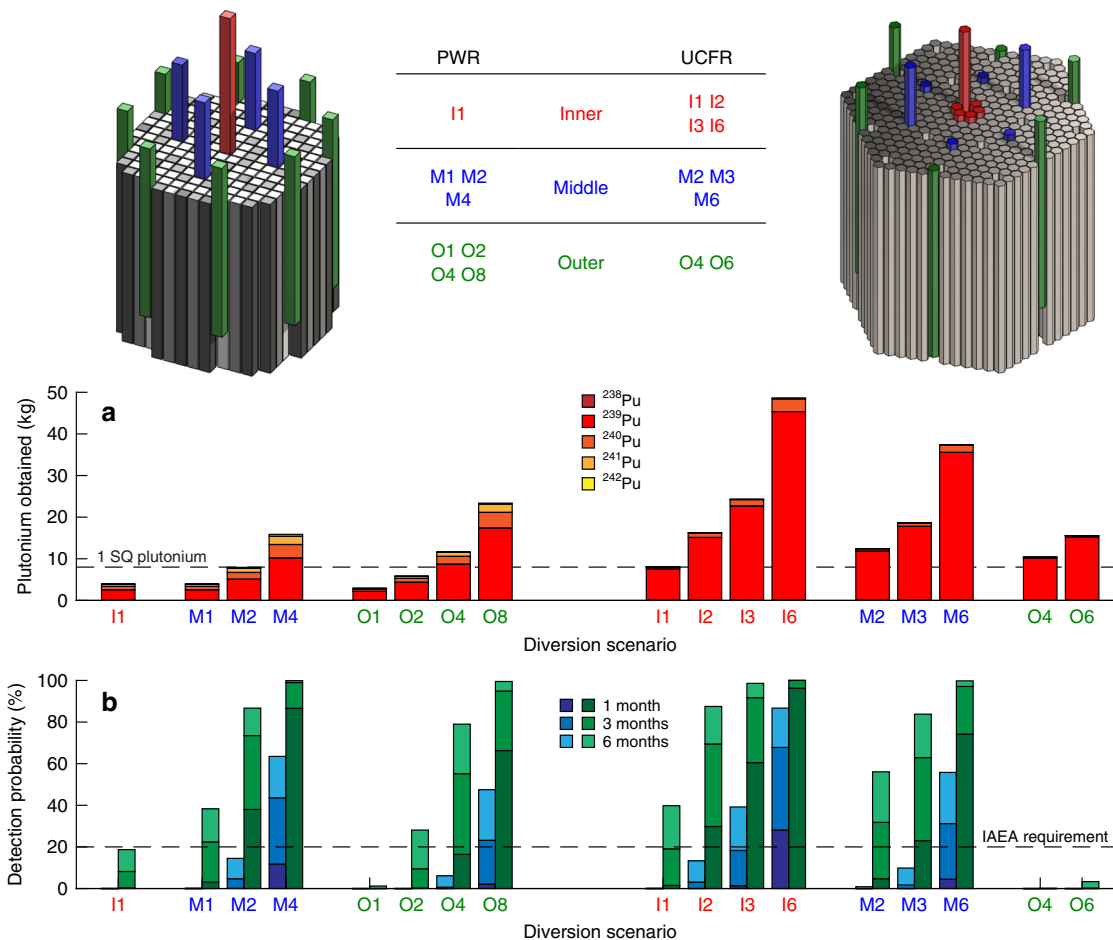 PWR UCFR
I1 Inner I1 I2
I3 I6
M1 M2
M4 Middle M2 M3
M6
O1 O2
O4 O8 Outer O4 O6
a
Plutonium obtained (kg)
50
40
30
20
10
0
1 SQ plutonium
238Pu
239Pu
240Pu
241Pu
242Pu
I1 M1 M2 M4 O1 O2 O4 O8 I1 I2 I3 I6 M2 M3 M6 O4 O6
Diversion scenario
b
Detection probability (%)
100
80
60
40
20
0
1 month
3 months
6 months
IAEA requirement
I1 M1 M2 M4 O1 O2 O4 O8 I1 I2 I3 I6 M2 M3 M6 O4 O6
Diversion scenario